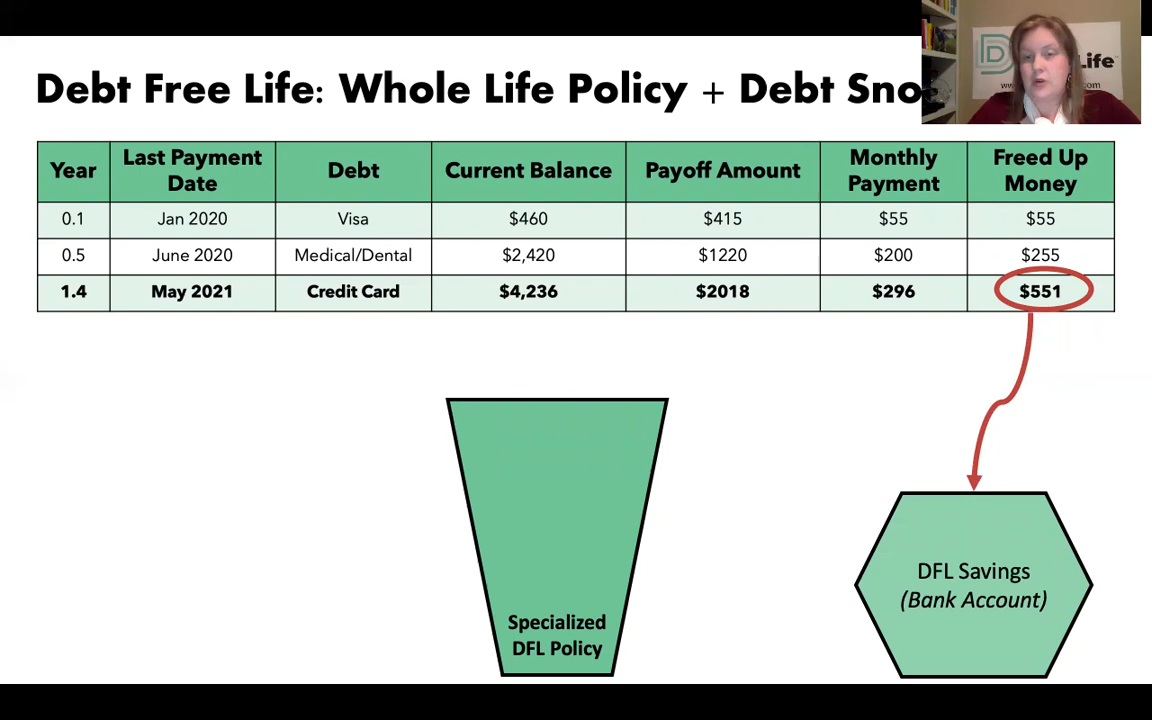 Debt Free Life: Whole Life Policy + Debt Sno
Year Last Payment Date Debt Current Balance Payoff Amount Monthly Payment Freed Up Money
0.1 Jan 2020 Visa $460 $415 $55 $55
0.5 June 2020 Medical/Dental $2,420 $1220 $200 $255
1.4 May 2021 Credit Card $4,236 $2018 $296 $551
Specialized
DFL Policy
DFL Savings
(Bank Account)
D Life
.com